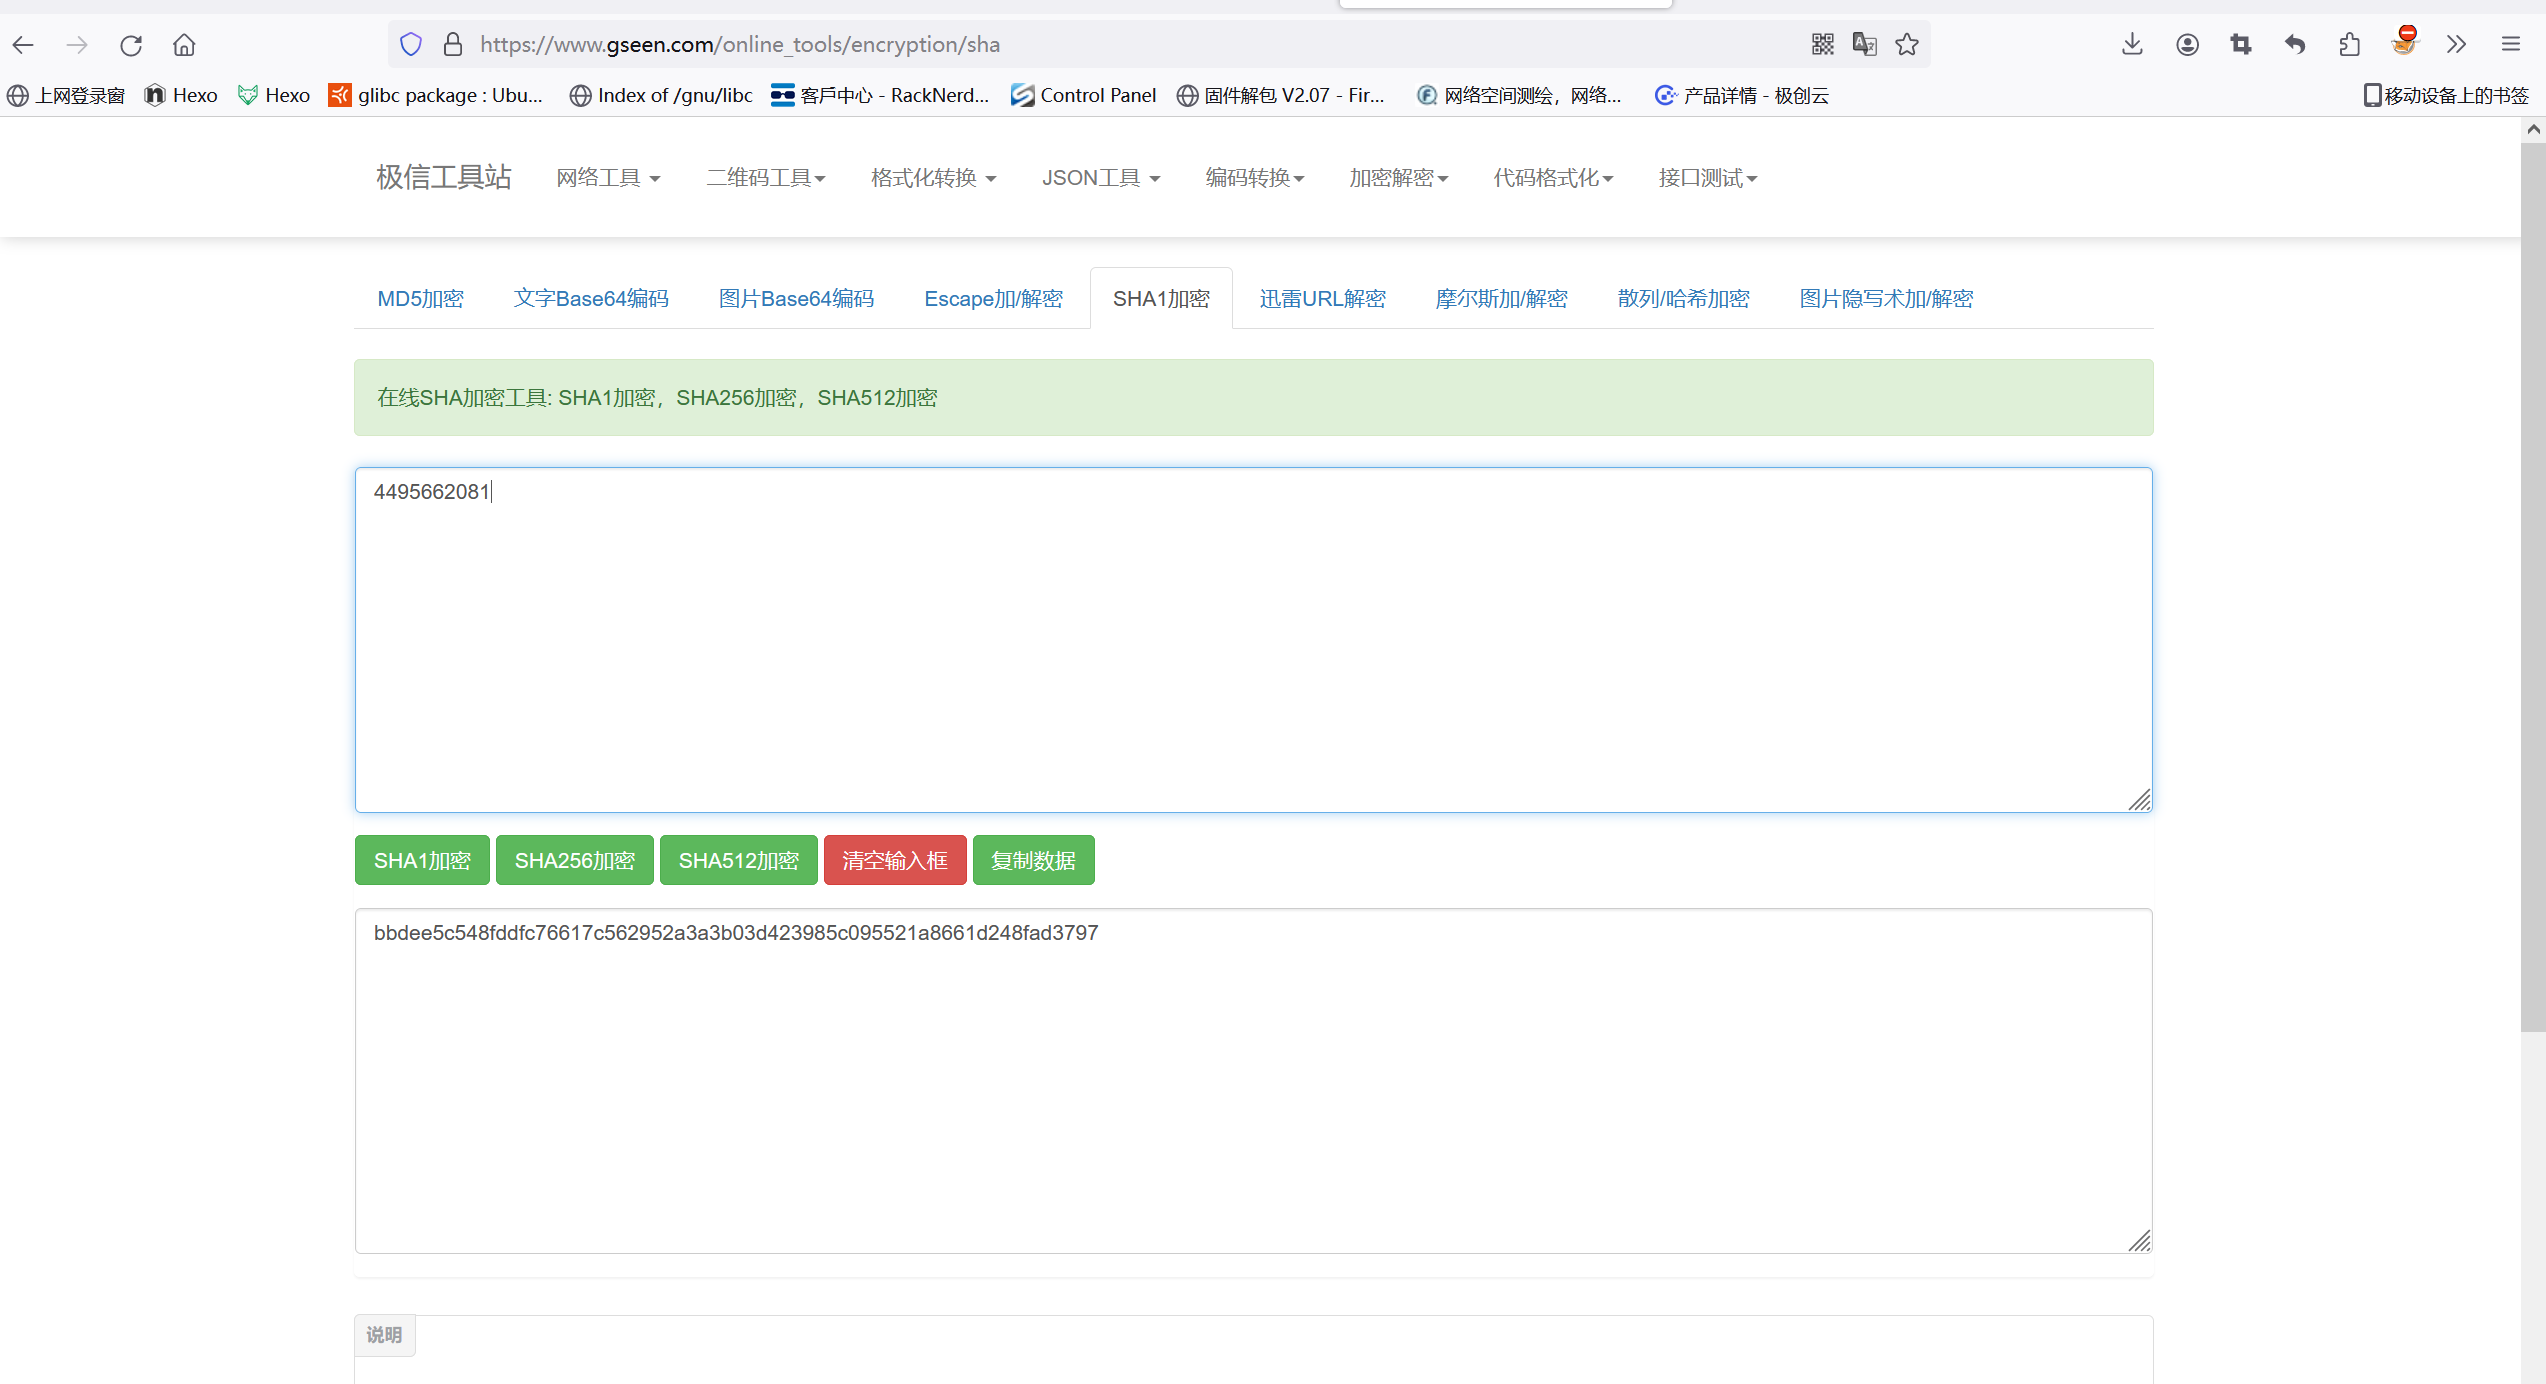 https://www.gseen.com/online_tools/encryption/sha
上网登录窗 Hexo Hexo glibc package : Ubu... Index of /gnu/libc 客戶中心 - RackNerd... Control Panel 固件解包 V2.07 - Fir... 网络空间测绘，网络... 产品详情 - 极创云 移动设备上的书签
极信工具站 网络工具 二维码工具 格式化转换 JSON工具 编码转换 加密解密 代码格式化 接口测试
MD5加密 文字Base64编码 图片Base64编码 Escape加/解密 SHA1加密 迅雷URL解密 摩尔斯加/解密 散列/哈希加密 图片隐写术加/解密
在线SHA加密工具: SHA1加密，SHA256加密，SHA512加密
4495662081
SHA1加密 SHA256加密 SHA512加密 清空输入框 复制数据
bbdee5c548fddfc76617c562952a3a3b03d423985c095521a8661d248fad3797
说明